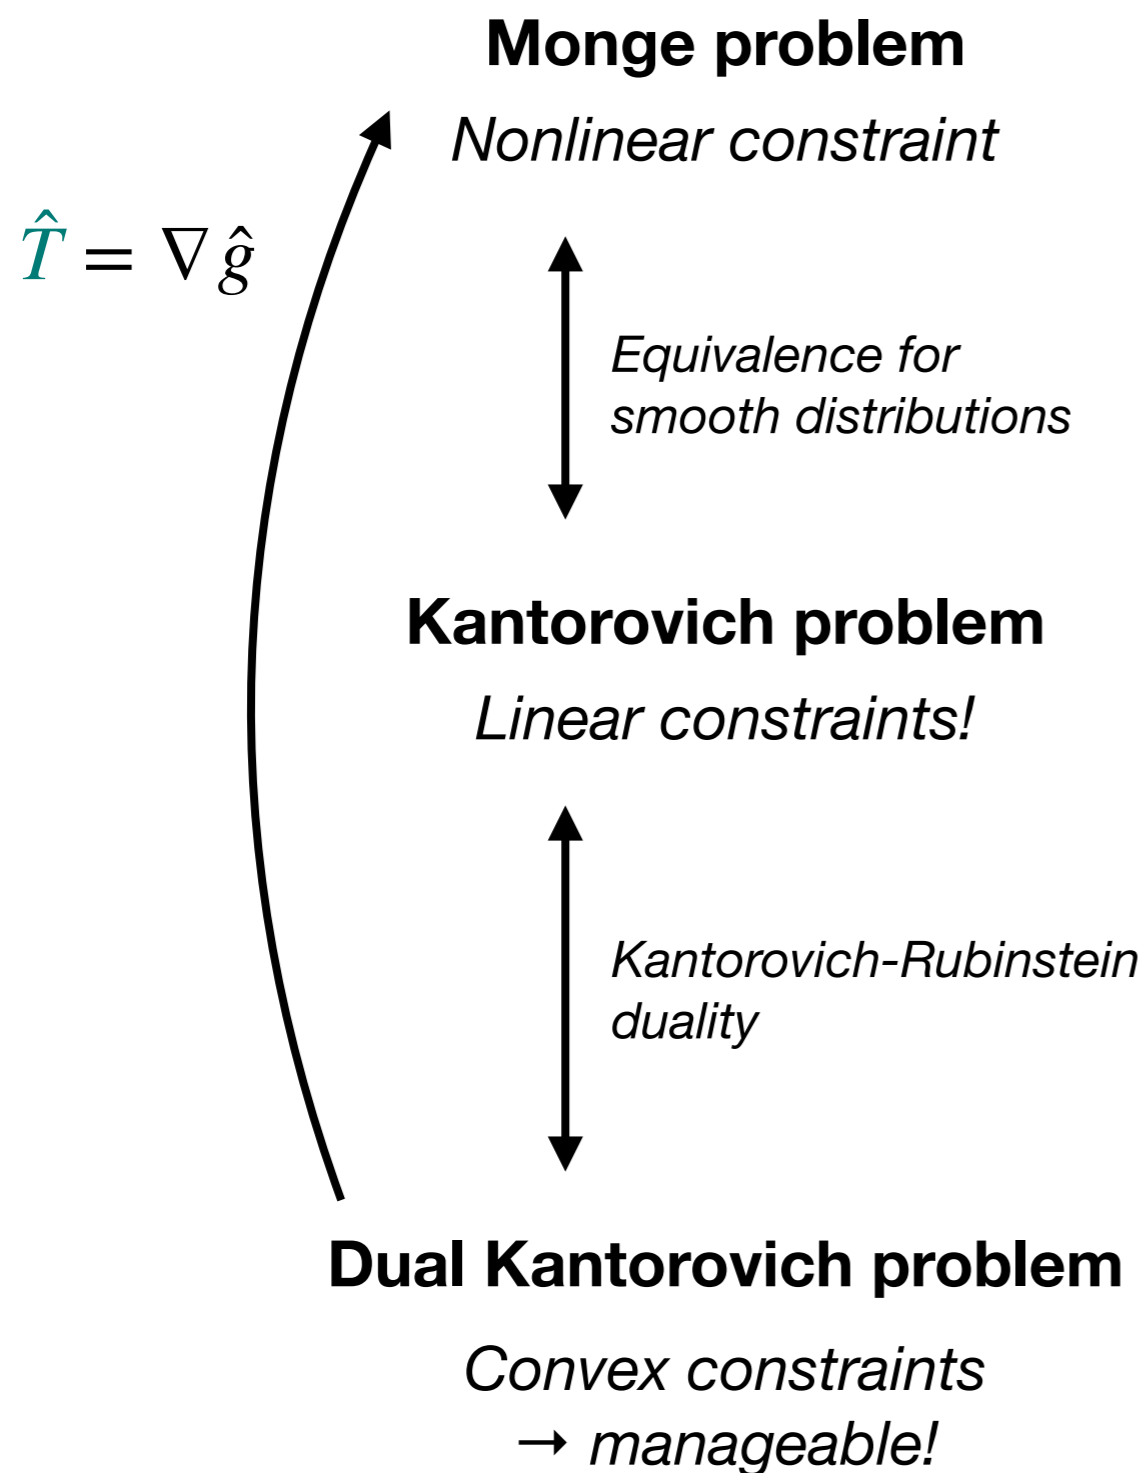 Monge problem
Nonlinear constraint
T̂ = ∇ĝ
Equivalence for
smooth distributions
Kantorovich problem
Linear constraints!
Kantorovich-Rubinstein
duality
Dual Kantorovich problem
Convex constraints
→ manageable!